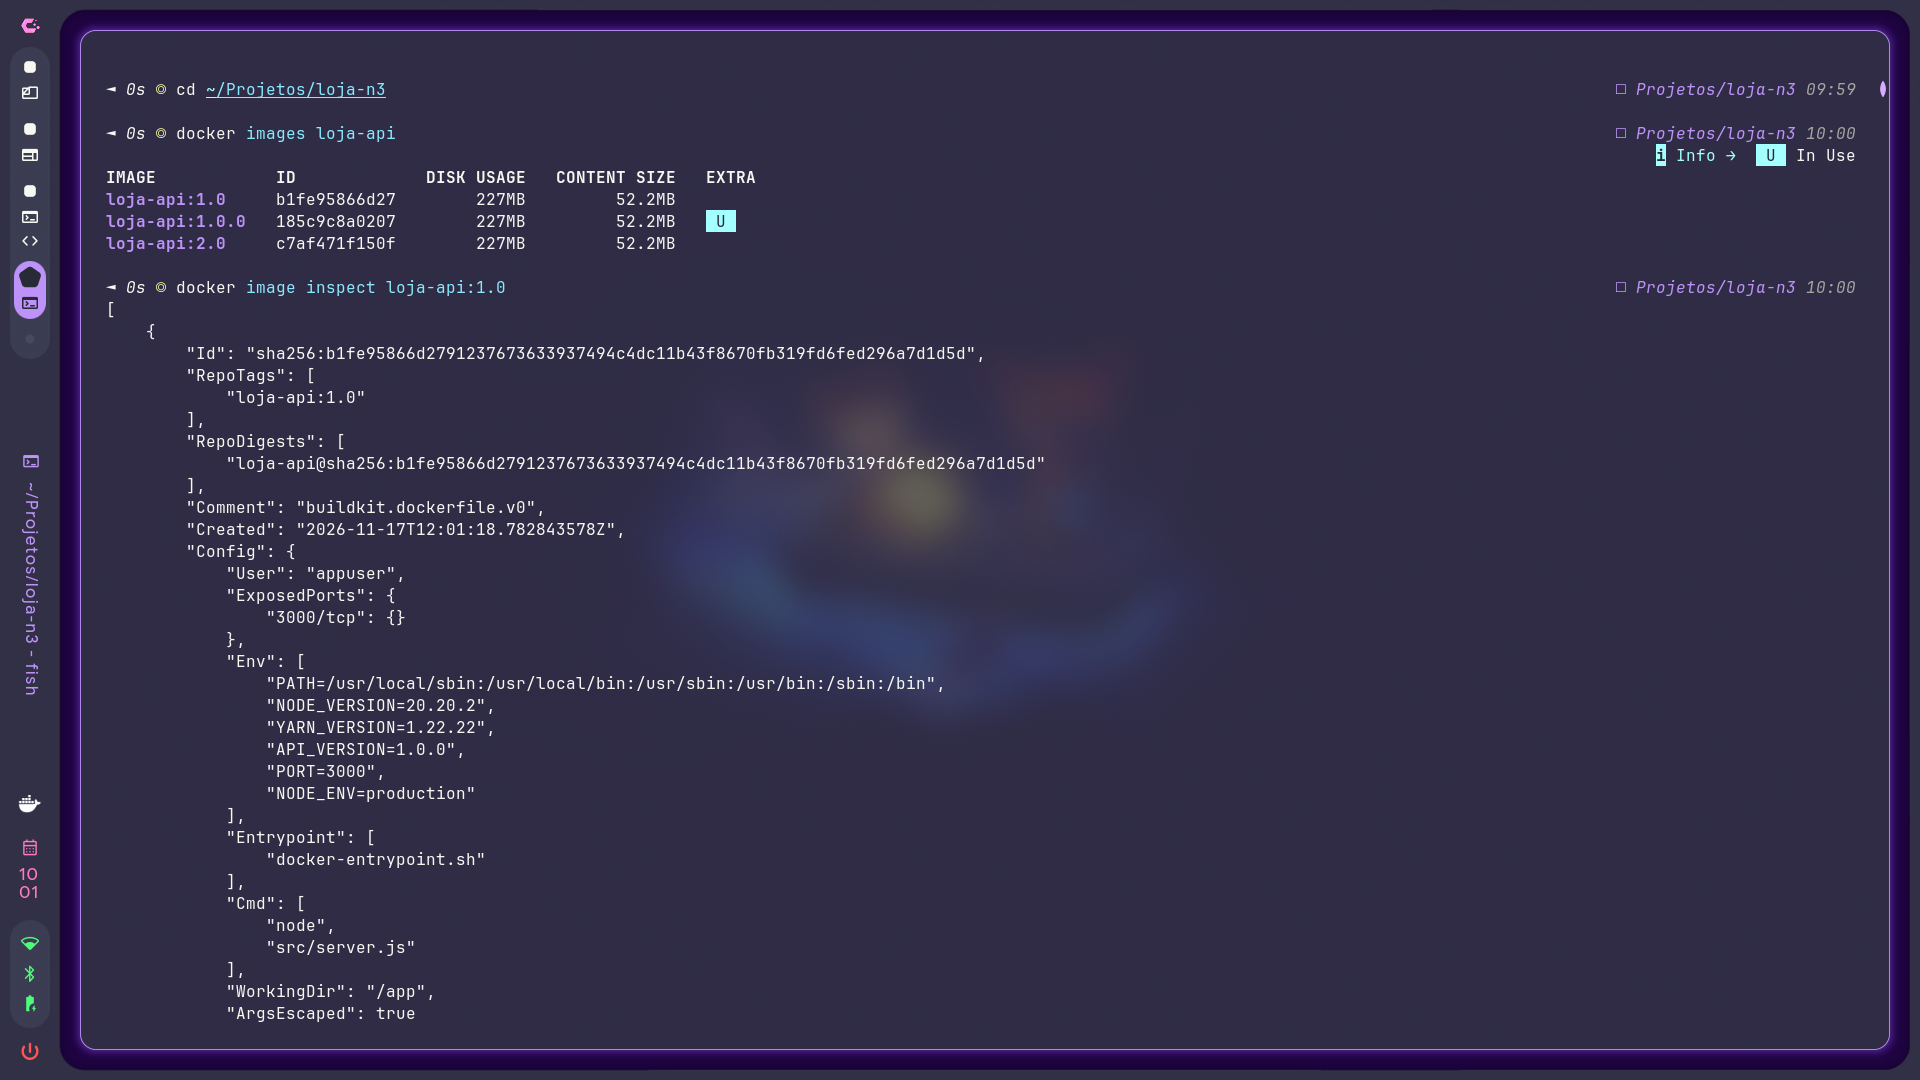 ◄ 0s ◎ cd ~/Projetos/loja-n3 □ Projetos/loja-n3 09:59
◄ 0s ◎ docker images loja-api □ Projetos/loja-n3 10:00
i Info → U In Use
IMAGE ID DISK USAGE CONTENT SIZE EXTRA
loja-api:1.0 b1fe95866d27 227MB 52.2MB
loja-api:1.0.0 185c9c8a0207 227MB 52.2MB U
loja-api:2.0 c7af471f150f 227MB 52.2MB
◄ 0s ◎ docker image inspect loja-api:1.0 □ Projetos/loja-n3 10:00
[
{
"Id": "sha256:b1fe95866d2791237673633937494c4dc11b43f8670fb319fd6fed296a7d1d5d",
"RepoTags": [
"loja-api:1.0"
],
"RepoDigests": [
"loja-api@sha256:b1fe95866d2791237673633937494c4dc11b43f8670fb319fd6fed296a7d1d5d"
],
"Comment": "buildkit.dockerfile.v0",
"Created": "2026-11-17T12:01:18.782843578Z",
"Config": {
"User": "appuser",
"ExposedPorts": {
"3000/tcp": {}
},
"Env": [
"PATH=/usr/local/sbin:/usr/local/bin:/usr/sbin:/usr/bin:/sbin:/bin",
"NODE_VERSION=20.20.2",
"YARN_VERSION=1.22.22",
"API_VERSION=1.0.0",
"PORT=3000",
"NODE_ENV=production"
],
"Entrypoint": [
"docker-entrypoint.sh"
],
"Cmd": [
"node",
"src/server.js"
],
"WorkingDir": "/app",
"ArgsEscaped": true
~/Projetos/loja-n3 - fish
10
01